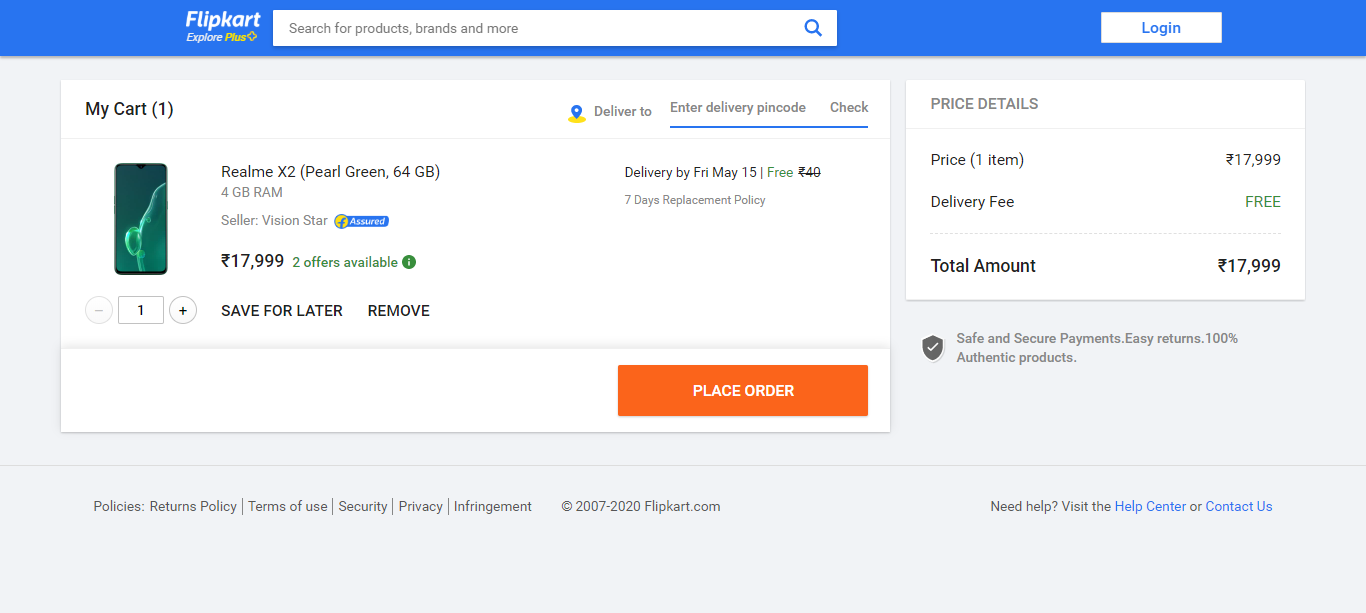 Flipkart
Explore Plus
Search for products, brands and more
Login
My Cart (1)
Deliver to
Enter delivery pincode
Check
Realme X2 (Pearl Green, 64 GB)
4 GB RAM
Seller: Vision Star
f Assured
₹17,999 2 offers available
Delivery by Fri May 15 | Free ₹40
7 Days Replacement Policy
− 1 +
SAVE FOR LATER
REMOVE
PLACE ORDER
PRICE DETAILS
Price (1 item) ₹17,999
Delivery Fee FREE
Total Amount ₹17,999
Safe and Secure Payments.Easy returns.100%
Authentic products.
Policies: Returns Policy | Terms of use | Security | Privacy | Infringement
© 2007-2020 Flipkart.com
Need help? Visit the Help Center or Contact Us